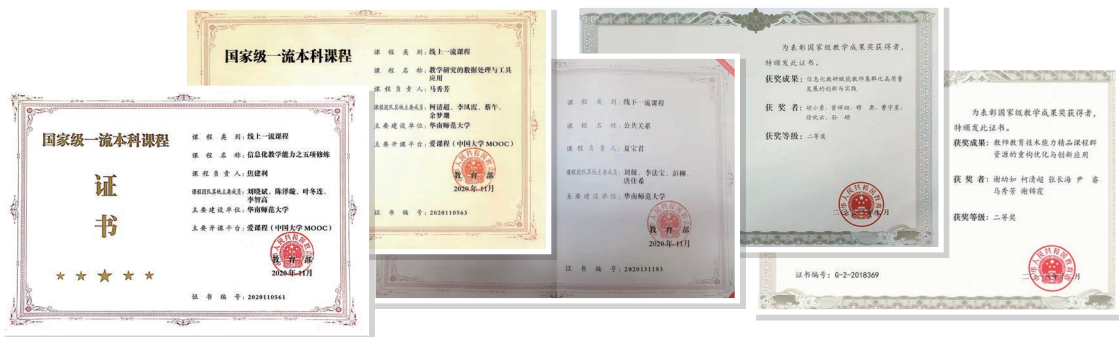 国家级一流本科课程
证
书
课 程 类 别：线上一流课程
课 程 名 称：信息化教学能力之五项修炼
课 程 负 责 人：焦建利
课程团队其他主要成员：刘晓斌、陈泽璇、叶冬连、
李智高
主 要 建 设 单 位：华南师范大学
主 要 开 课 平 台：爱课程（中国大学MOOC）
教 育 部
2020年11月
证 书 编 号：2020110561
国家级一流本科课程
课 程 类 别：线上一流课程
课 程 名 称：教学研究的数据处理与工具
应用
课 程 负 责 人：马秀芳
课程团队其他主要成员：柯清超、李凤霞、蔡午、
余梦珊
主 要 建 设 单 位：华南师范大学
主 要 开 课 平 台：爱课程（中国大学MOOC）
教 育 部
2020年11月
证 书 编 号：2020110563
课 程 类 别：线下一流课程
课 程 名 称：公共关系
课 程 负 责 人：夏宝君
课程团队其他主要成员：刘兢、李法宝、彭柳、
唐佳希
主 要 建 设 单 位：华南师范大学
教 育 部
2020年11月
证 书 编 号：2020131183
为表彰国家级教学成果奖获得者，
特颁发此证书。
获奖成果：信息化教研赋能教师集群化高质量
发展的创新与实践
获 奖 者：胡小勇，曾祥翊，穆肃，曹宇星，
徐欢云，孙硕
获奖等级：二等奖
为表彰国家级教学成果奖获得者，
特颁发此证书。
获奖成果：教师教育技术能力与精品课程群
资源的重构优化与创新应用
获 奖 者：谢幼如 柯清超 张长海 尹 睿
马秀芳 谢锦霞
获奖等级：二等奖
证书编号：G-2-2018369